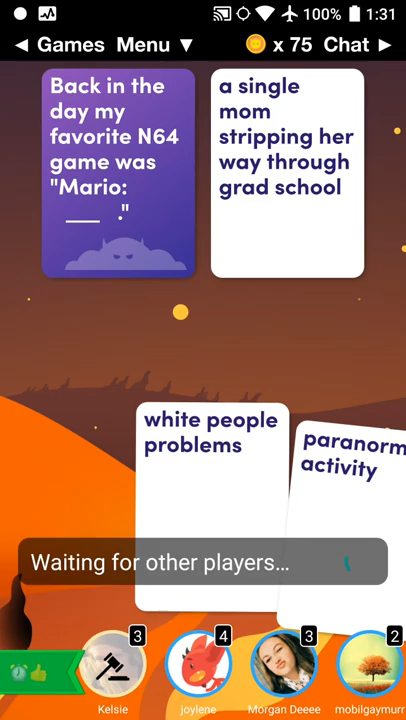 100% 1:31
◄ Games Menu ▼ x 75 Chat ►
Back in the
day my
favorite N64
game was
"Mario:
___ ."
a single
mom
stripping her
way through
grad school
white people
problems
paranorm
activity
Waiting for other players…
3
4
3
2
Kelsie
joylene
Morgan Deeee
mobilgaymurr